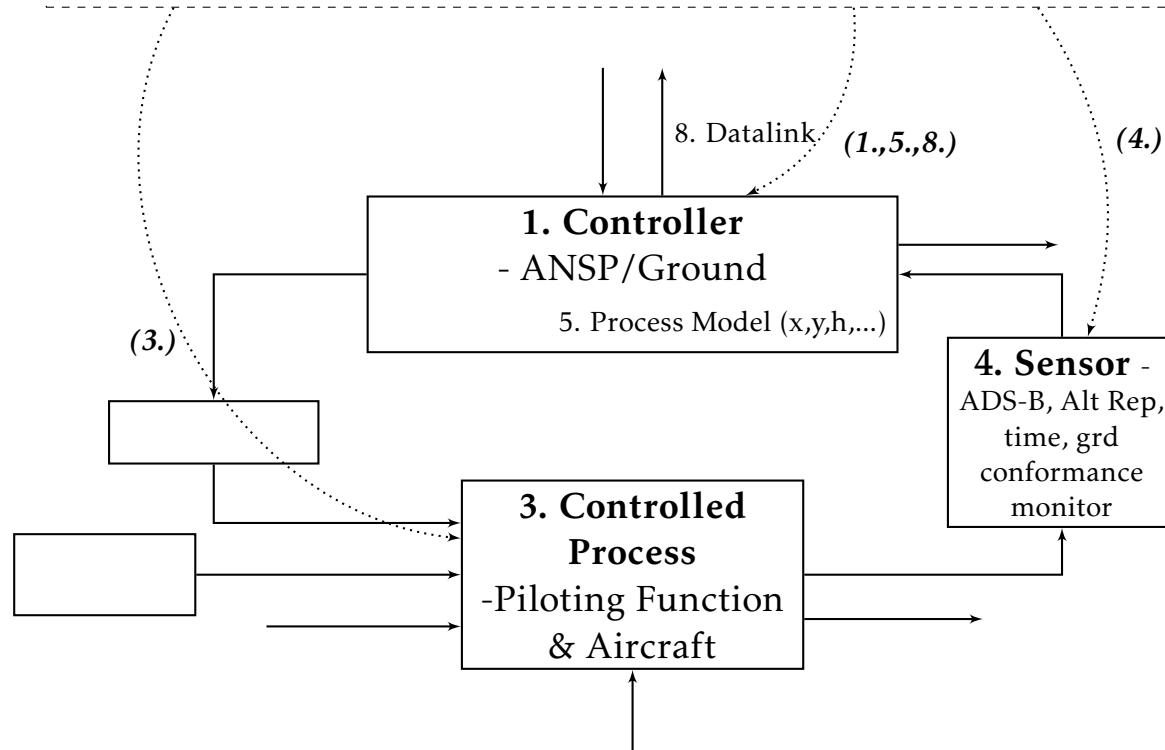 8. Datalink
(1.,5.,8.)
(4.)
1. Controller
- ANSP/Ground
5. Process Model (x,y,h,...)
(3.)
4. Sensor -
ADS-B, Alt Rep,
time, grd
conformance
monitor
3. Controlled
Process
-Piloting Function
& Aircraft